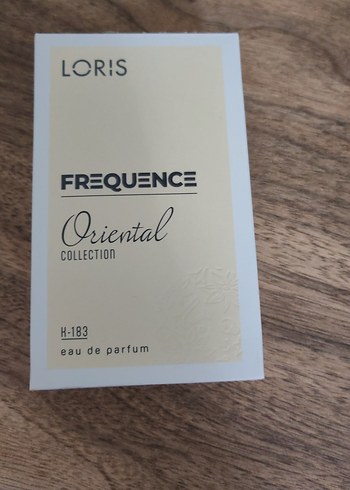 LORIS
FREQUENCE
Oriental
COLLECTION
K-183
eau de parfum